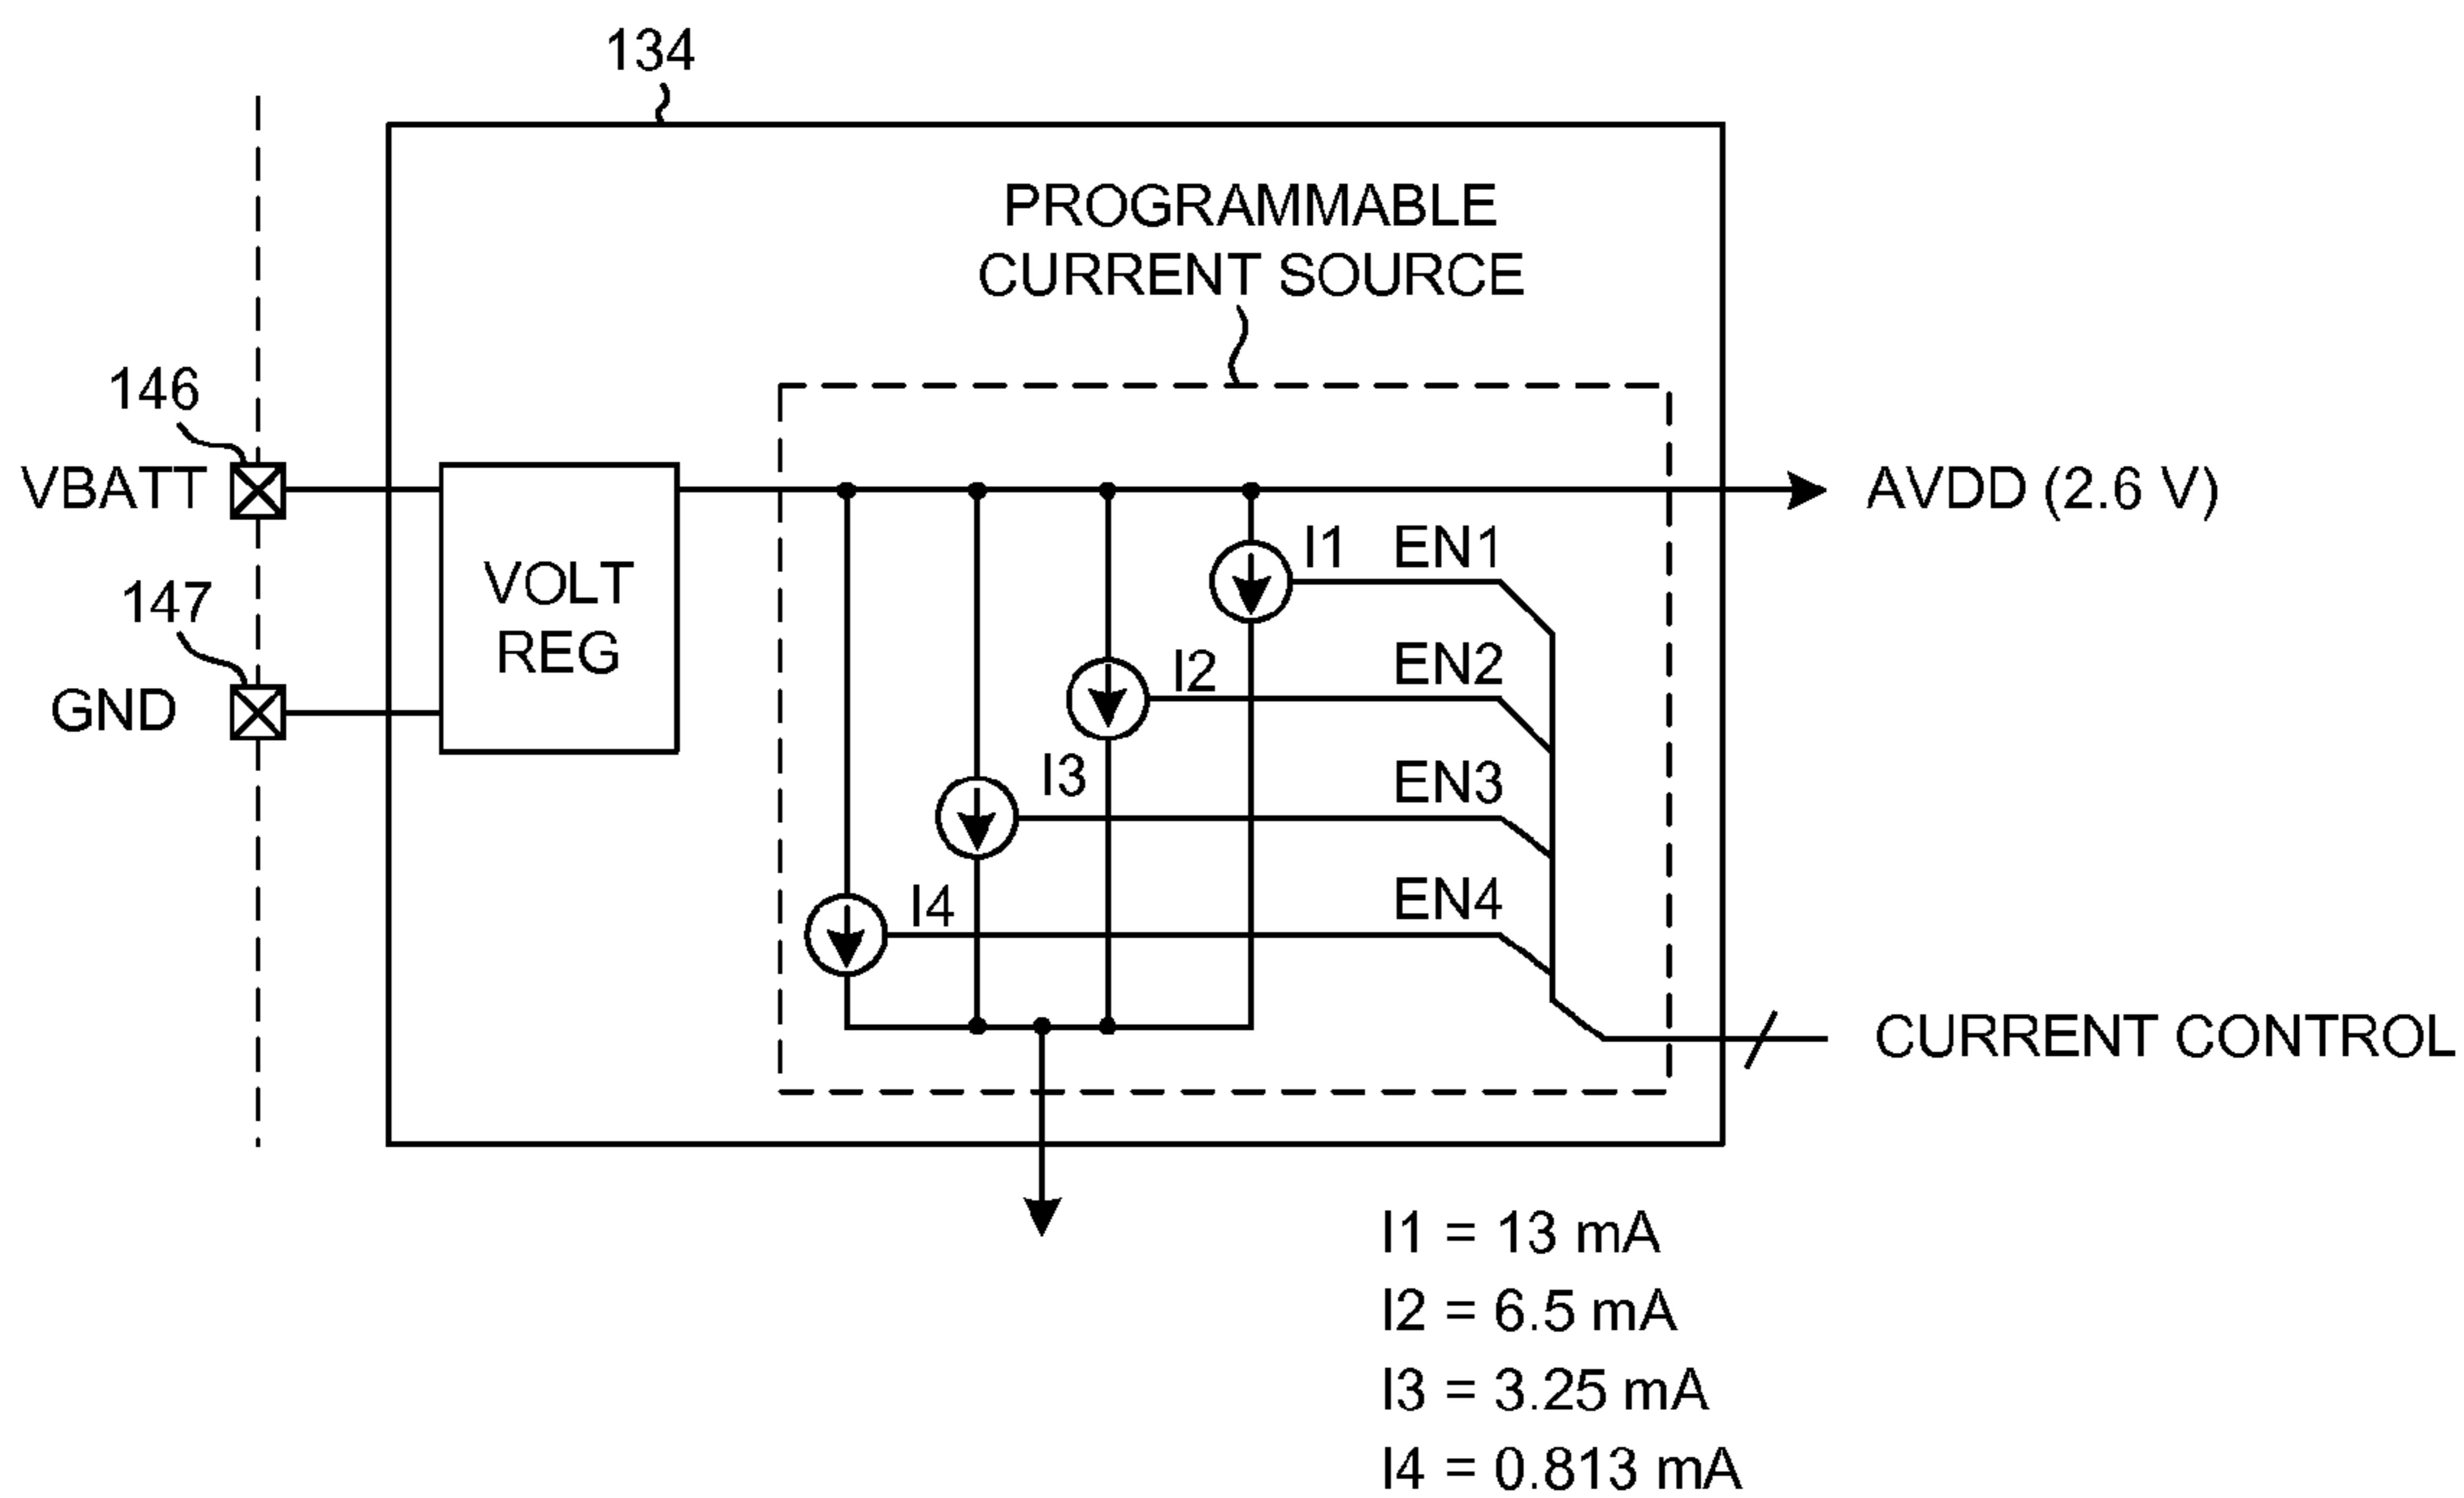 134
PROGRAMMABLE
CURRENT SOURCE
146
VBATT
AVDD (2.6 V)
I1 EN1
147
VOLT
REG
GND
I2 EN2
I3 EN3
I4 EN4
CURRENT CONTROL
I1 = 13 mA
I2 = 6.5 mA
I3 = 3.25 mA
I4 = 0.813 mA